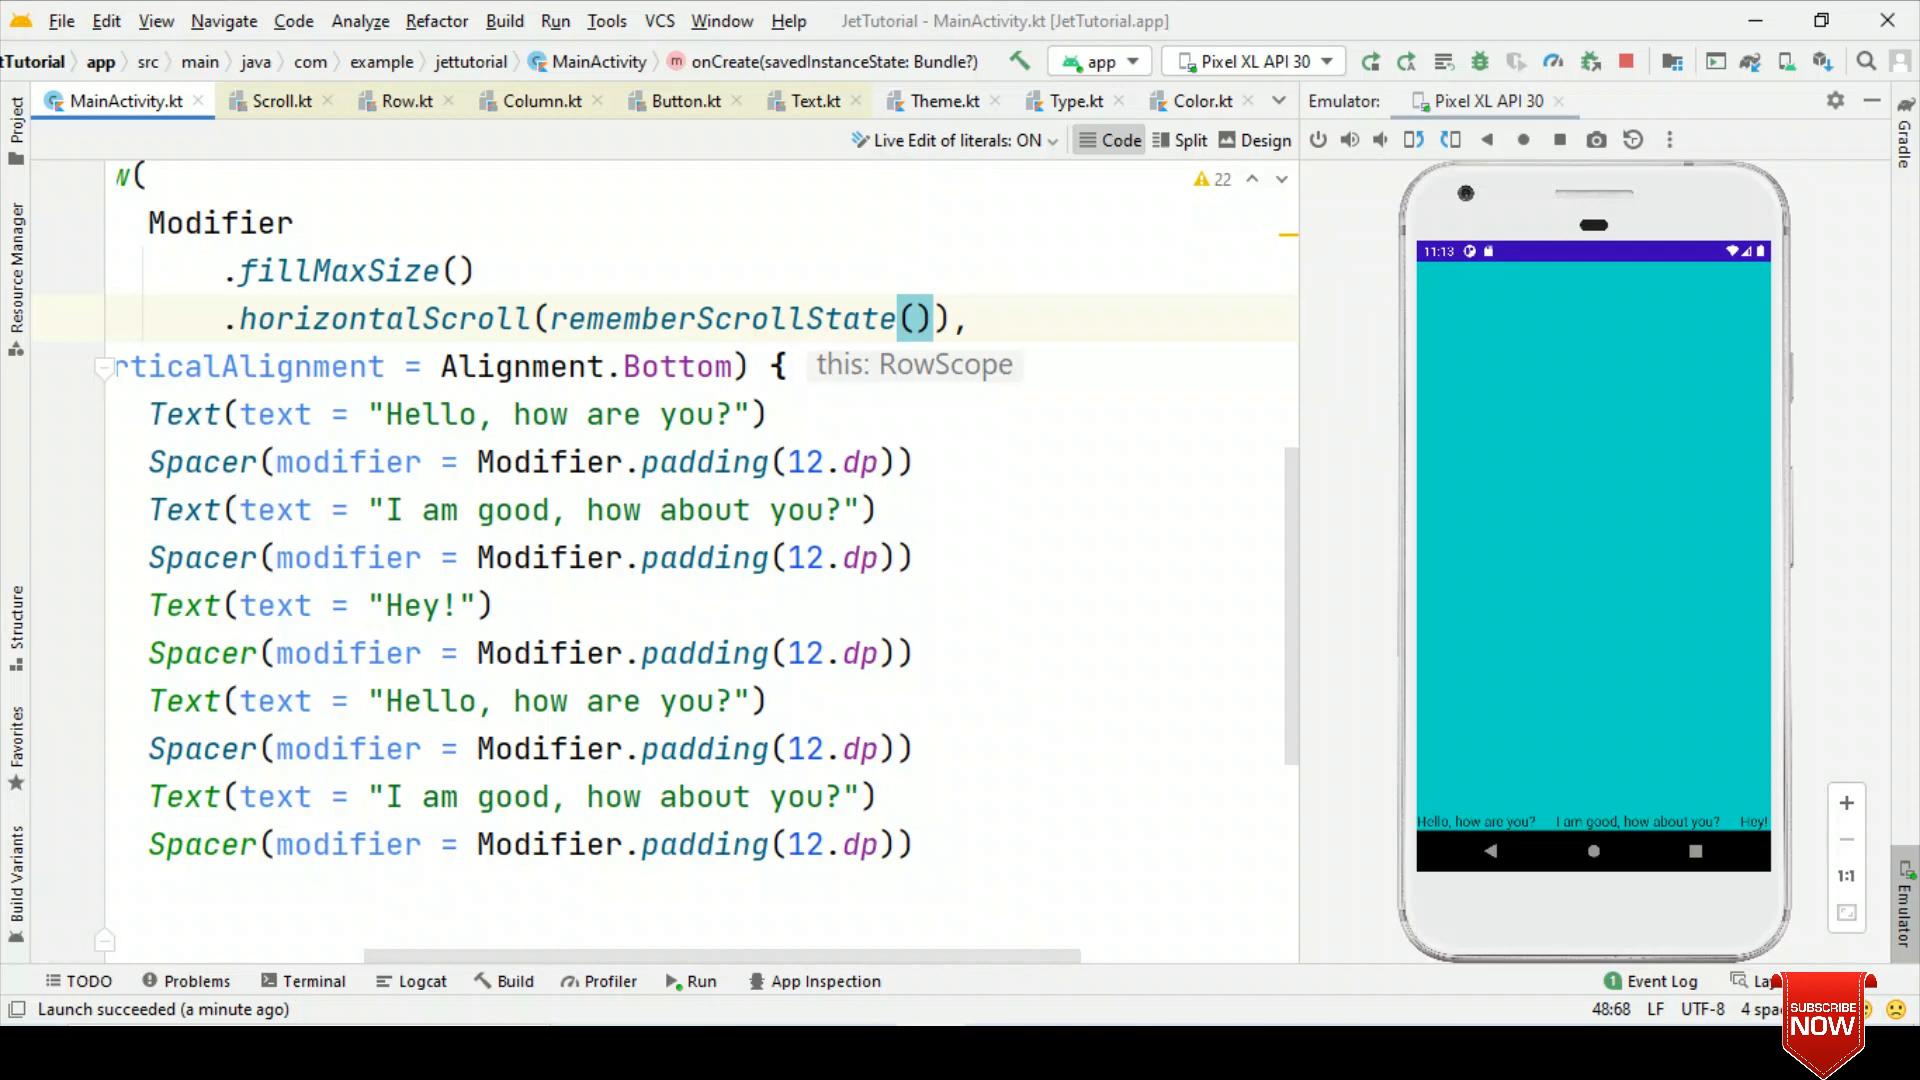 File Edit View Navigate Code Analyze Refactor Build Run Tools VCS Window Help JetTutorial - MainActivity.kt [JetTutorial.app]
tTutorial app src main java com example jettutorial MainActivity m onCreate(savedInstanceState: Bundle?) app Pixel XL API 30
MainActivity.kt Scroll.kt Row.kt Column.kt Button.kt Text.kt Theme.kt Type.kt Color.kt Emulator: Pixel XL API 30
Live Edit of literals: ON Code Split Design
Project
Resource Manager
Structure
Favorites
Build Variants
w(
22
Modifier
.fillMaxSize()
.horizontalScroll(rememberScrollState()),
rticalAlignment = Alignment.Bottom) { this: RowScope
Text(text = "Hello, how are you?")
Spacer(modifier = Modifier.padding(12.dp))
Text(text = "I am good, how about you?")
Spacer(modifier = Modifier.padding(12.dp))
Text(text = "Hey!")
Spacer(modifier = Modifier.padding(12.dp))
Text(text = "Hello, how are you?")
Spacer(modifier = Modifier.padding(12.dp))
Text(text = "I am good, how about you?")
Spacer(modifier = Modifier.padding(12.dp))
11:13
Hello, how are you? I am good, how about you? Hey!
1:1
Gradle
Emulator
TODO Problems Terminal Logcat Build Profiler Run App Inspection 1 Event Log La
Launch succeeded (a minute ago) 48:68 LF UTF-8 4 spa
SUBSCRIBE
NOW